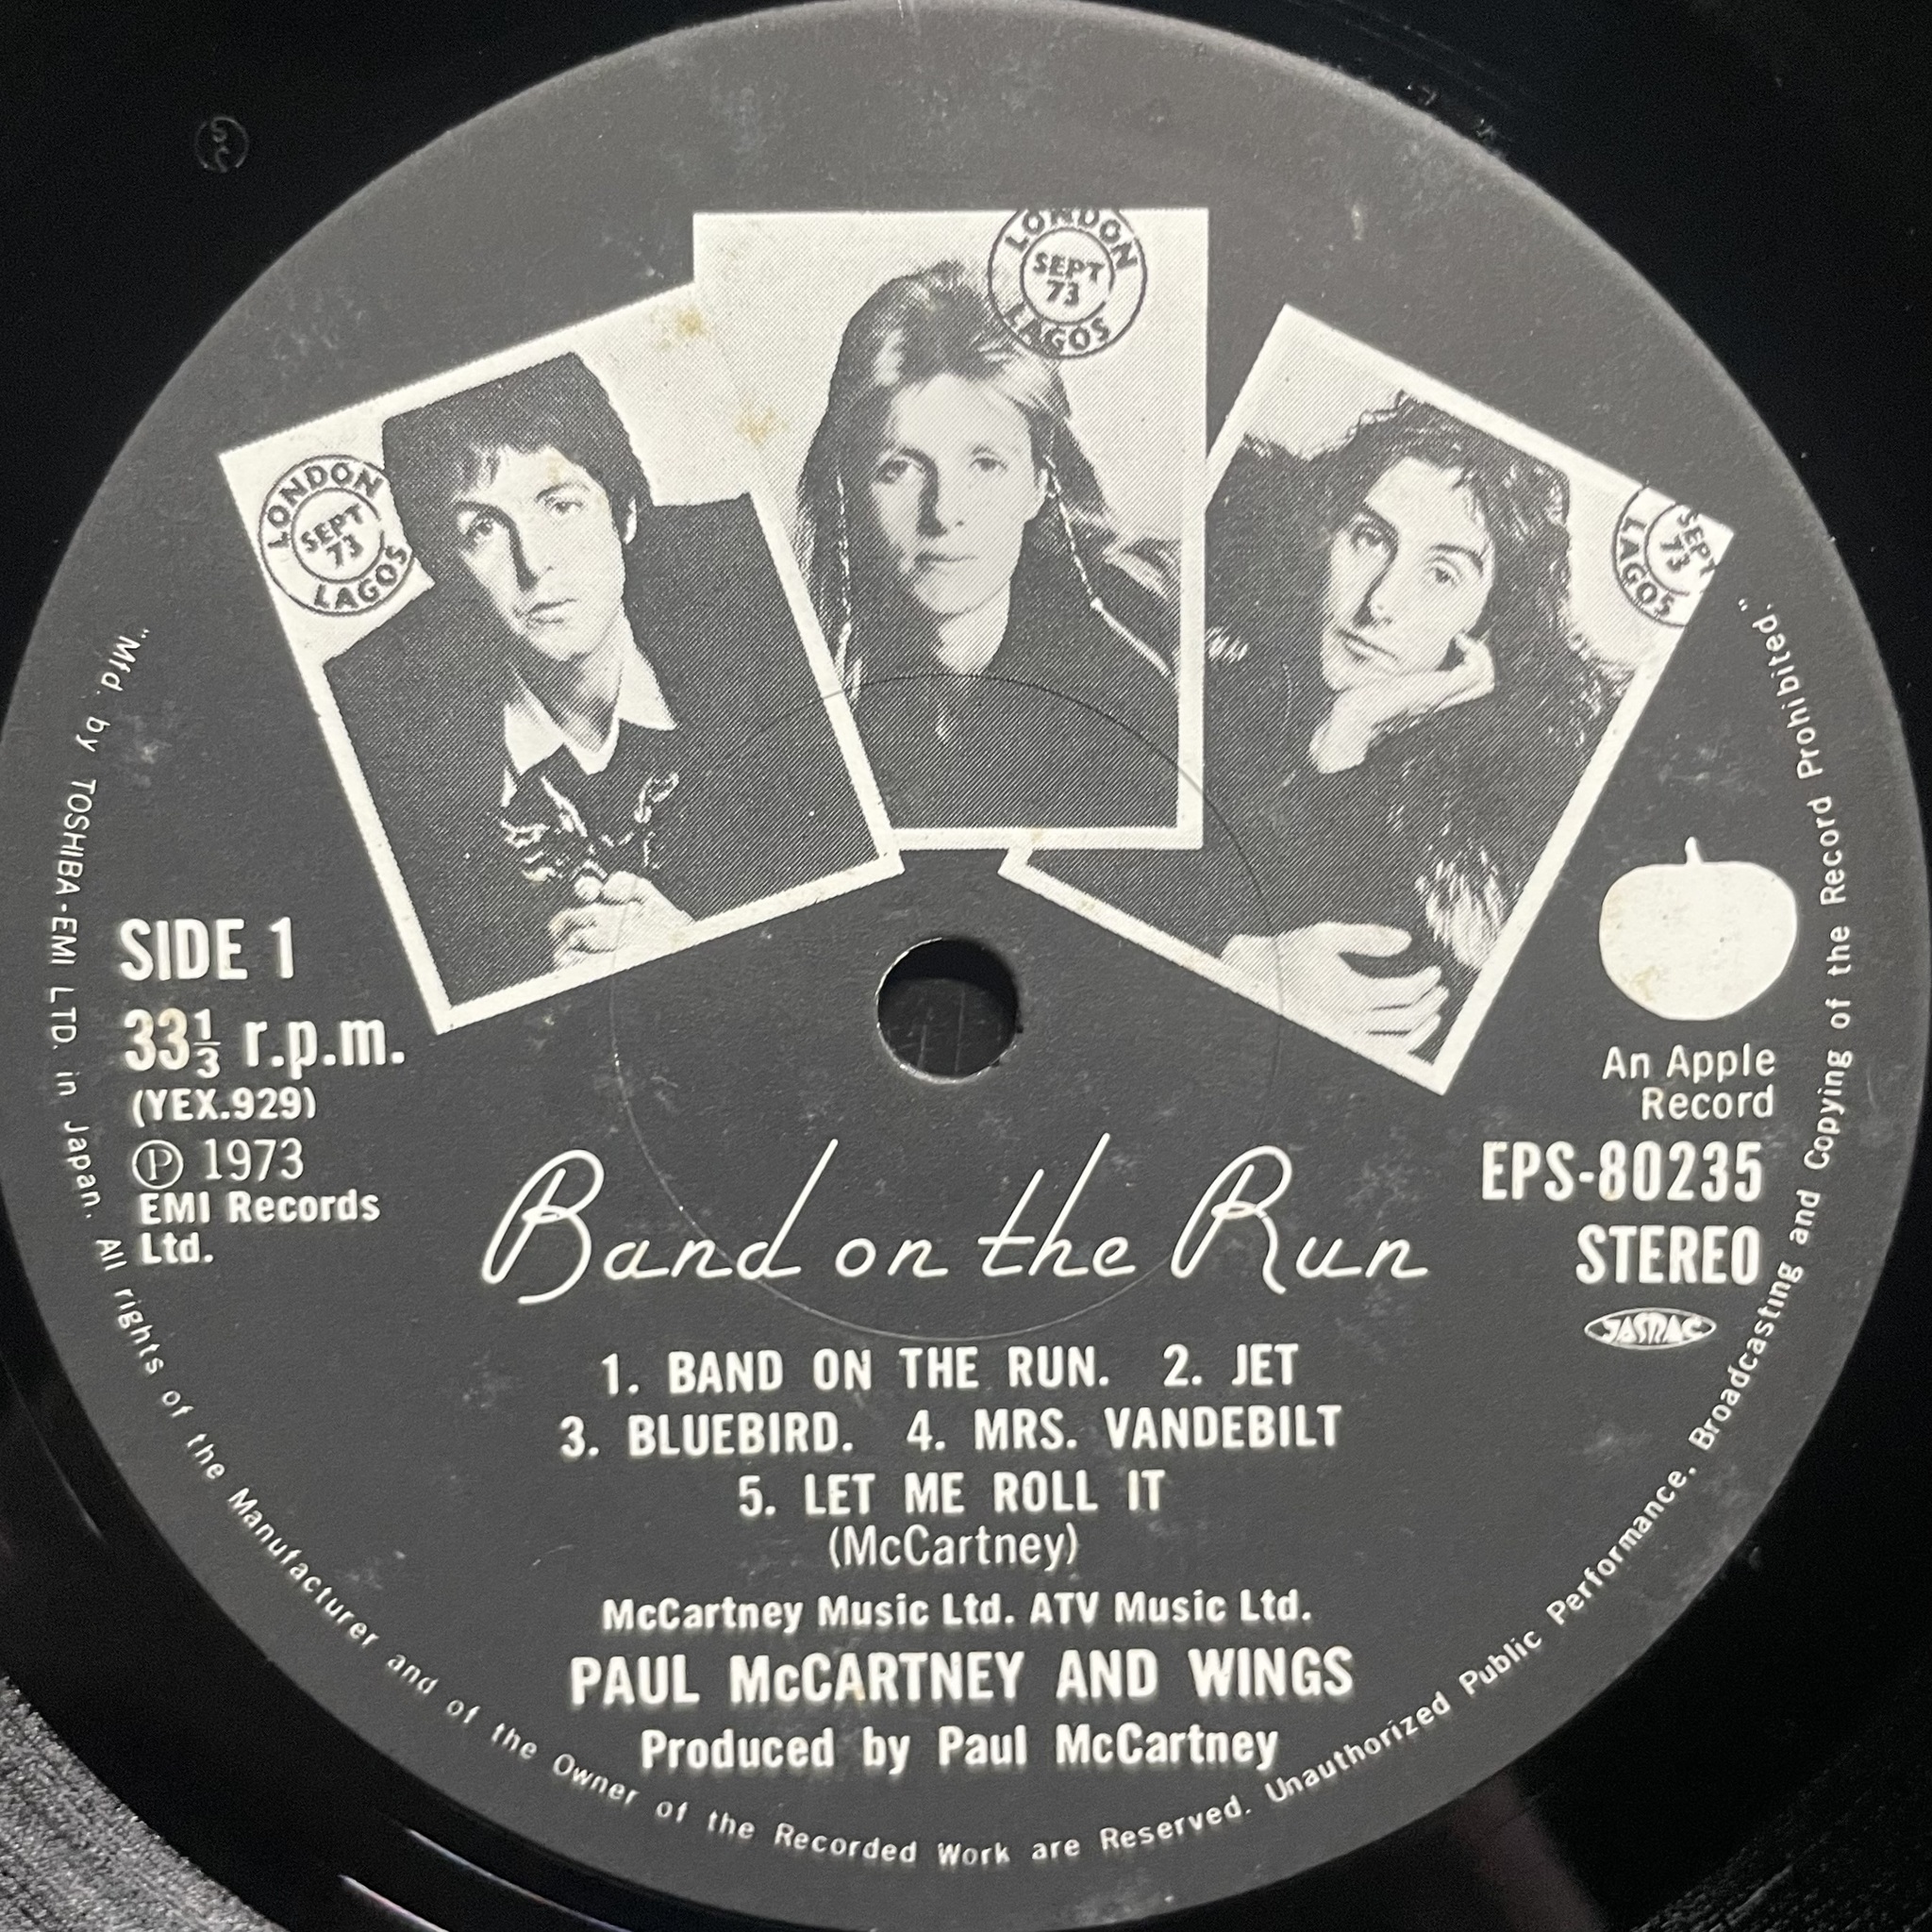 LONDON
SEPT
73
LAGOS
LONDON
SEPT
73
LAGOS
SEPT
73
LAGOS
SIDE 1
33⅓ r.p.m.
(YEX.929)
℗ 1973
EMI Records
Ltd.
An Apple
Record
EPS-80235
STEREO
JASRAC
Band on the Run
1. BAND ON THE RUN. 2. JET
3. BLUEBIRD. 4. MRS. VANDEBILT
5. LET ME ROLL IT
(McCartney)
McCartney Music Ltd. ATV Music Ltd.
PAUL McCARTNEY AND WINGS
Produced by Paul McCartney
"Mfd. by TOSHIBA-EMI LTD. in Japan. All rights of the Manufacturer and of the Owner of the Recorded Work are Reserved. Unauthorized Public Performance, Broadcasting and Copying of the Record Prohibited."